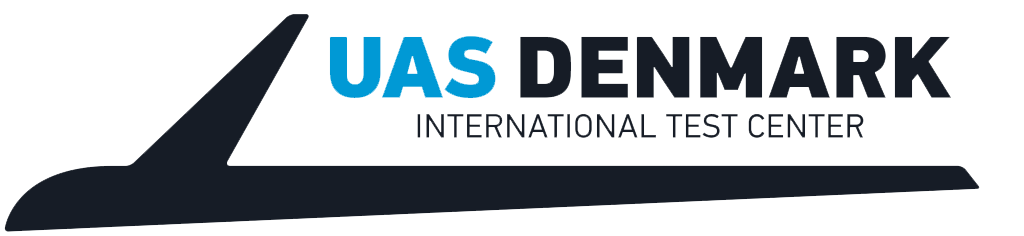 UAS DENMARK
INTERNATIONAL TEST CENTER